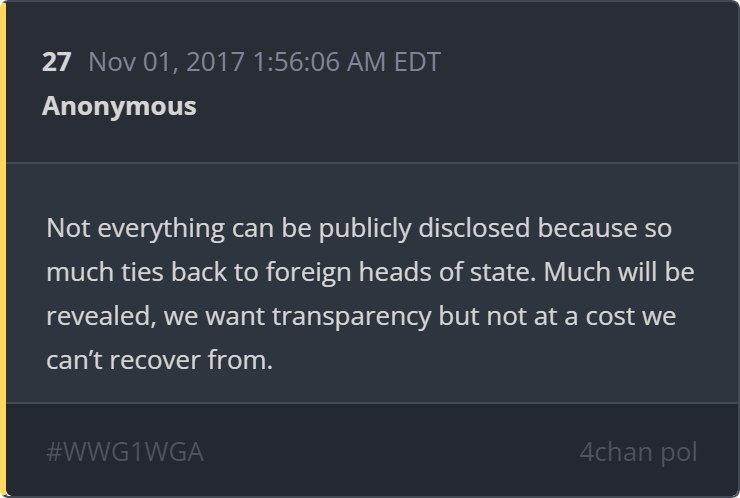 27 Nov 01, 2017 1:56:06 AM EDT
Anonymous
Not everything can be publicly disclosed because so
much ties back to foreign heads of state. Much will be
revealed, we want transparency but not at a cost we
can’t recover from.
#WWG1WGA 4chan pol